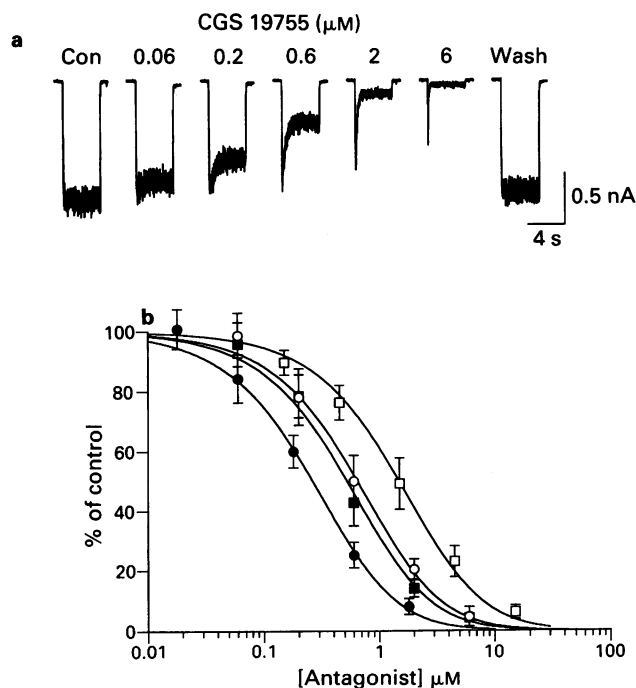 a
CGS 19755 (µM)
Con 0.06 0.2 0.6 2 6 Wash
0.5 nA
4 s
b
100
80
60
40
20
0
% of control
0.01 0.1 1 10 100
[Antagonist] µM